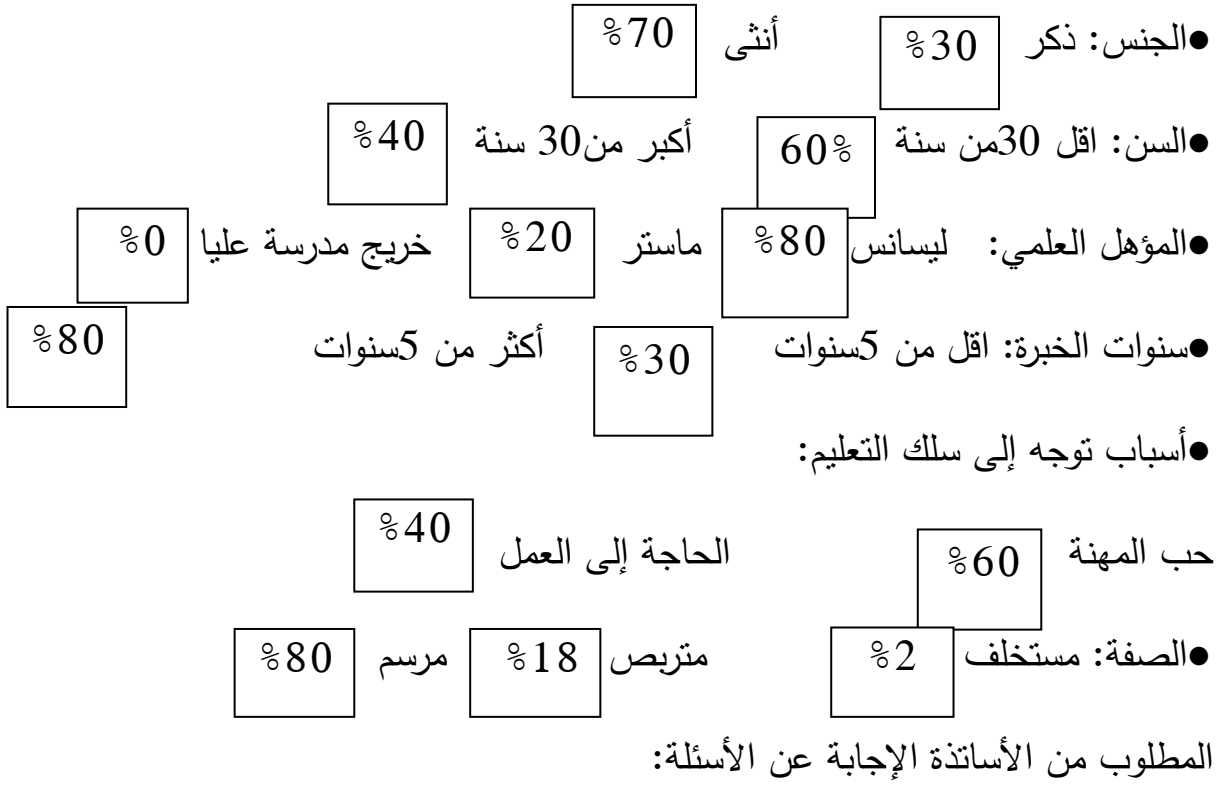 ●الجنس: ذكر %30 أنثى %70
●السن: اقل 30من سنة 60% أكبر من30 سنة %40
●المؤهل العلمي: ليسانس %80 ماستر %20 خريج مدرسة عليا %0
●سنوات الخبرة: اقل من 5سنوات %30 أكثر من 5سنوات %80
●أسباب توجه إلى سلك التعليم:
حب المهنة %60 الحاجة إلى العمل %40
●الصفة: مستخلف %2 متربص %18 مرسم %80
المطلوب من الأساتذة الإجابة عن الأسئلة: